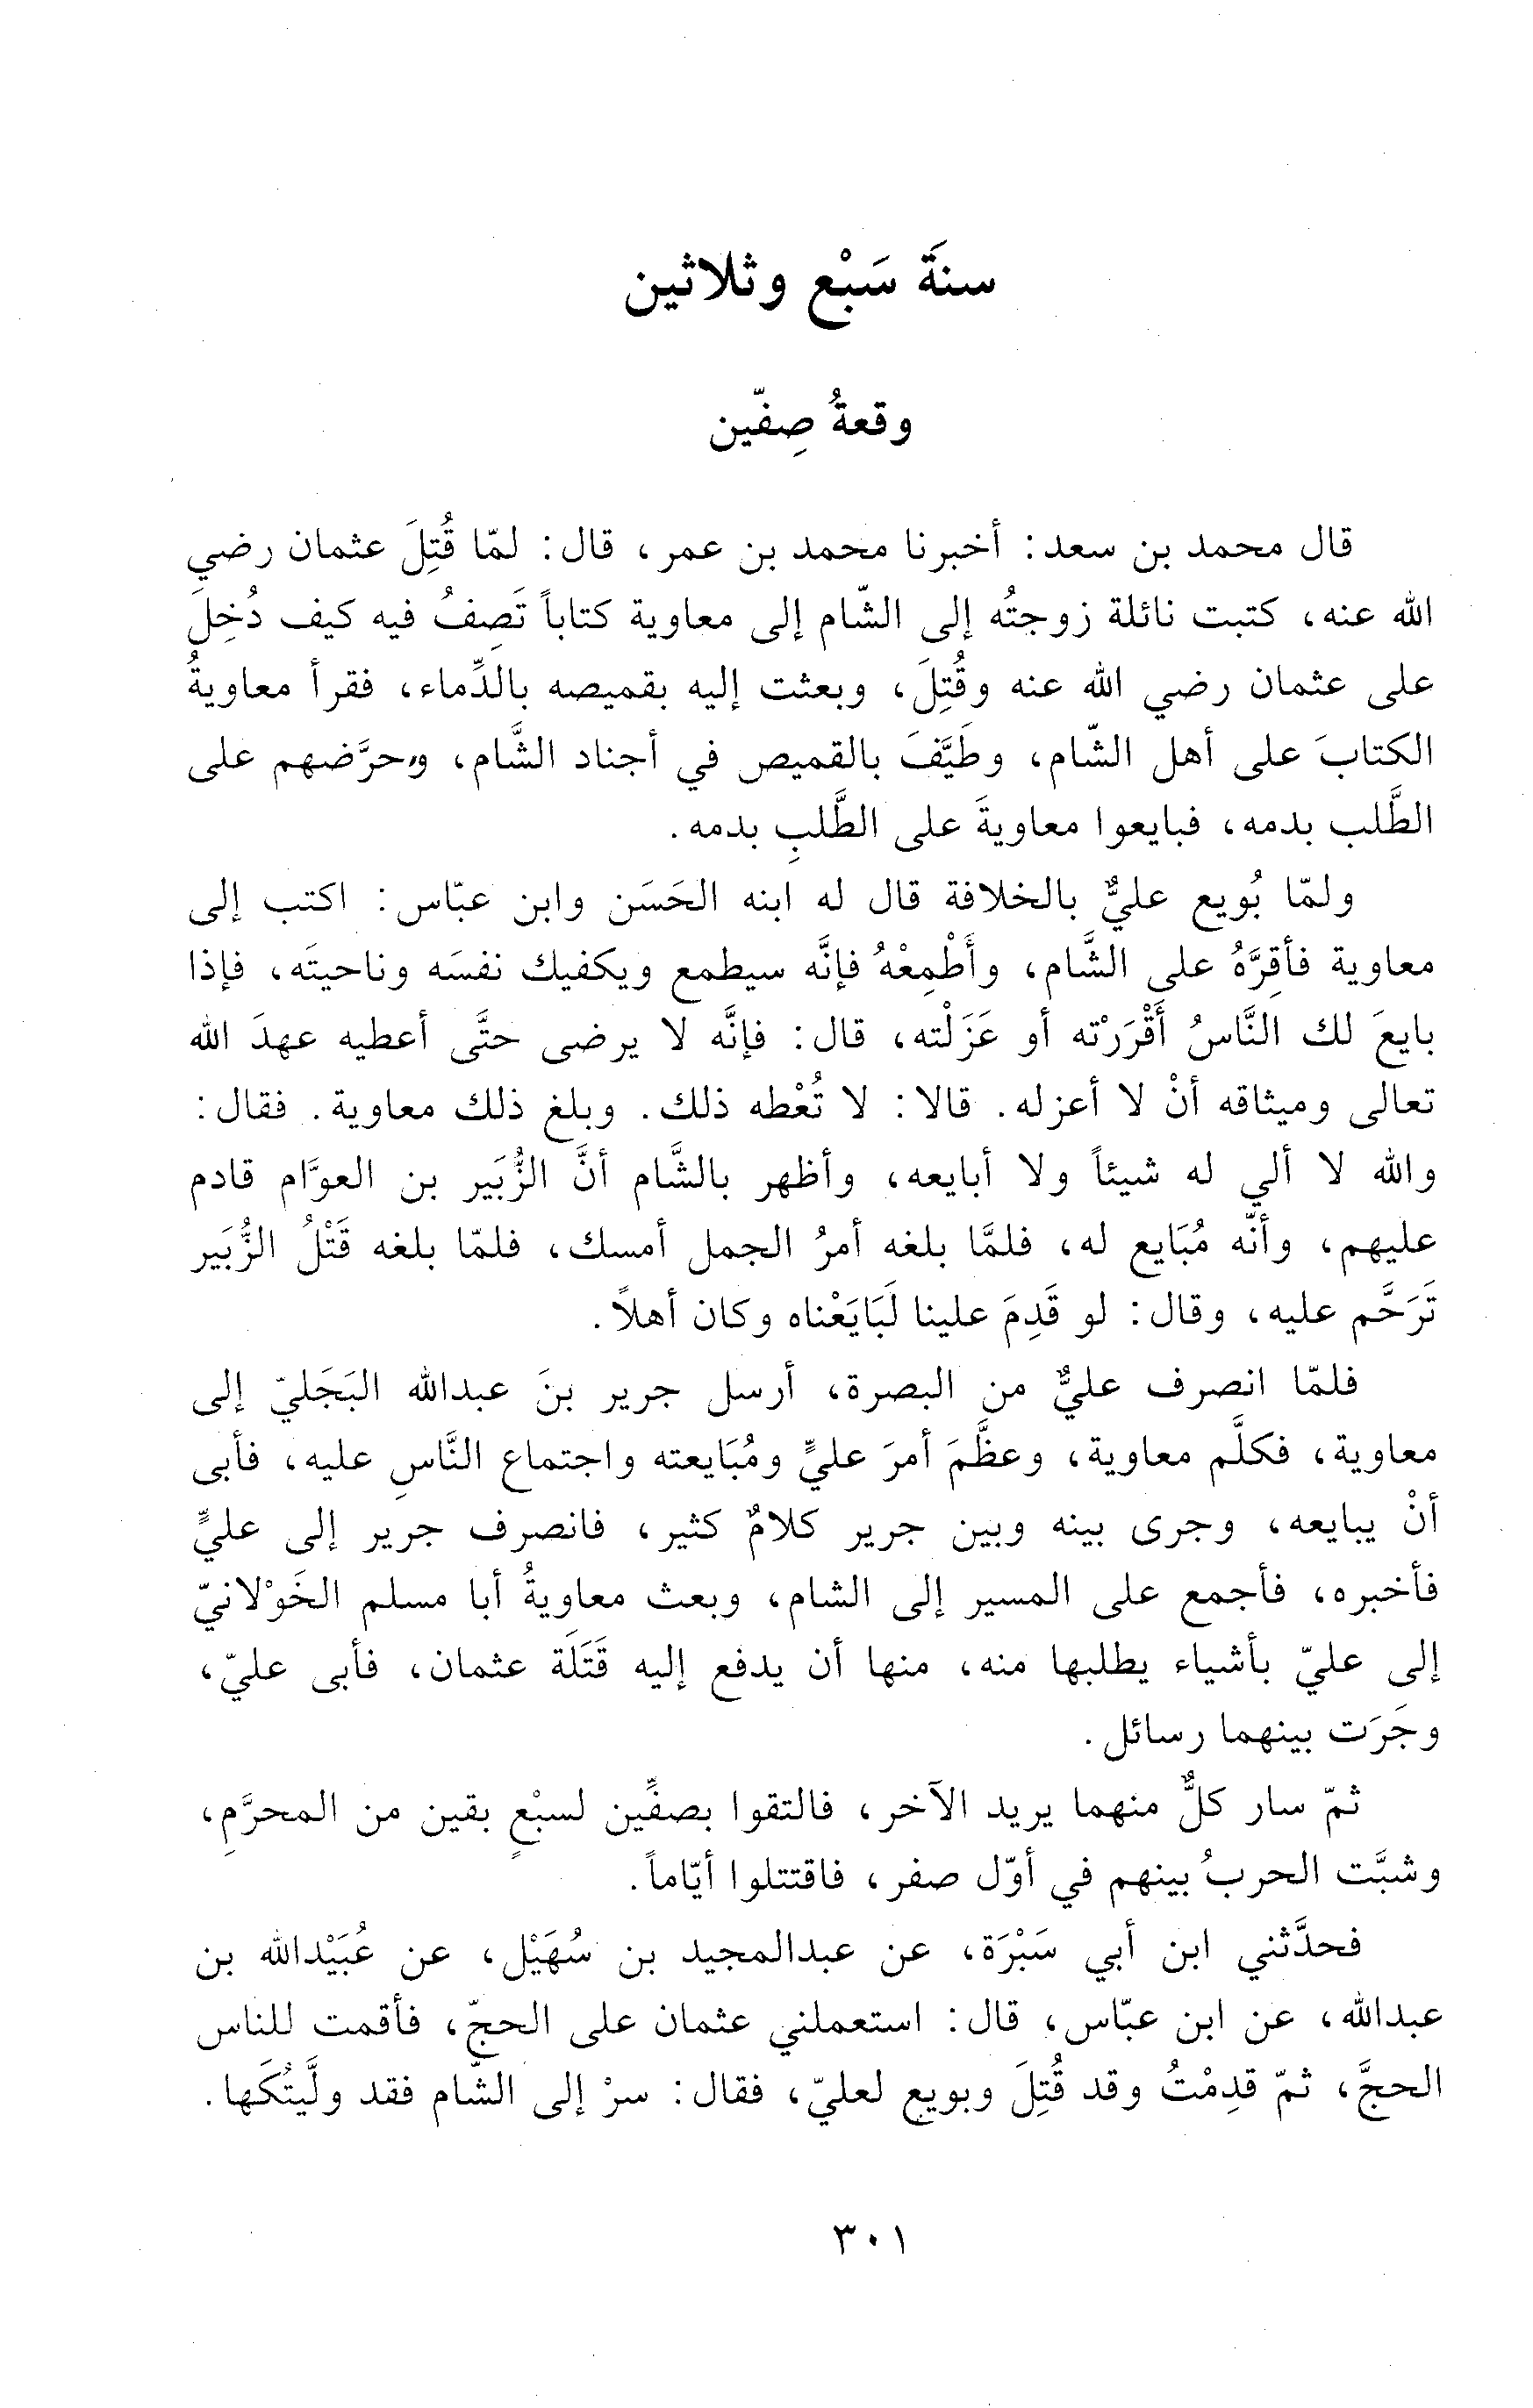 سنةَ سَبْع وثلاثين
وقعةُ صِفّين
قال محمد بن سعد: أخبرنا محمد بن عمر، قال: لمّا قُتِلَ عثمان رضي
الله عنه، كتبت نائلة زوجتُه إلى الشّام إلى معاوية كتاباً تَصِفُ فيه كيف دُخِلَ
على عثمان رضي الله عنه وقُتِلَ، وبعثت إليه بقميصه بالدِّماء، فقرأ معاويةُ
الكتابَ على أهل الشّام، وطَيَّفَ بالقميص في أجناد الشَّام، وحرَّضهم على
الطَّلب بدمه، فبايعوا معاويةَ على الطَّلبِ بدمه.
ولمّا بُويع عليٌّ بالخلافة قال له ابنه الحَسَن وابن عبّاس: اكتب إلى
معاوية فأقِرَّهُ على الشَّام، وأَطْمِعْهُ فإنَّه سيطمع ويكفيك نفسَه وناحيتَه، فإذا
بايعَ لك النَّاسُ أَقْرَرْته أو عَزَلْته، قال: فإنَّه لا يرضى حتَّى أعطيه عهدَ الله
تعالى وميثاقه أنْ لا أعزله. قالا: لا تُعْطه ذلك. وبلغ ذلك معاوية. فقال:
والله لا ألي له شيئاً ولا أبايعه، وأظهر بالشَّام أنَّ الزُّبَير بن العوَّام قادم
عليهم، وأنّه مُبَايع له، فلمَّا بلغه أمرُ الجمل أمسك، فلمّا بلغه قَتْلُ الزُّبَير
تَرَحَّم عليه، وقال: لو قَدِمَ علينا لَبَايَعْناه وكان أهلاً.
فلمّا انصرف عليٌّ من البصرة، أرسل جرير بنَ عبدالله البَجَليّ إلى
معاوية، فكلَّم معاوية، وعظَّمَ أمرَ عليٍّ ومُبَايعته واجتماع النَّاسِ عليه، فأبى
أنْ يبايعه، وجرى بينه وبين جرير كلامٌ كثير، فانصرف جرير إلى عليٍّ
فأخبره، فأجمع على المسير إلى الشام، وبعث معاويةُ أبا مسلم الخَوْلانيّ
إلى عليّ بأشياء يطلبها منه، منها أن يدفع إليه قَتَلَة عثمان، فأبى عليّ،
وجَرَت بينهما رسائل.
ثمّ سار كلٌّ منهما يريد الآخر، فالتقوا بصفِّين لسبْعٍ بقين من المحرَّمِ،
وشبَّت الحربُ بينهم في أوّل صفر، فاقتتلوا أيّاماً.
فحدَّثني ابن أبي سَبْرَة، عن عبدالمجيد بن سُهَيْل، عن عُبَيْدالله بن
عبدالله، عن ابن عبّاس، قال: استعملني عثمان على الحجّ، فأقمت للناس
الحجَّ، ثمّ قدِمْتُ وقد قُتِلَ وبويع لعليّ، فقال: سرْ إلى الشّام فقد ولَّيتُكَها.
٣٠١